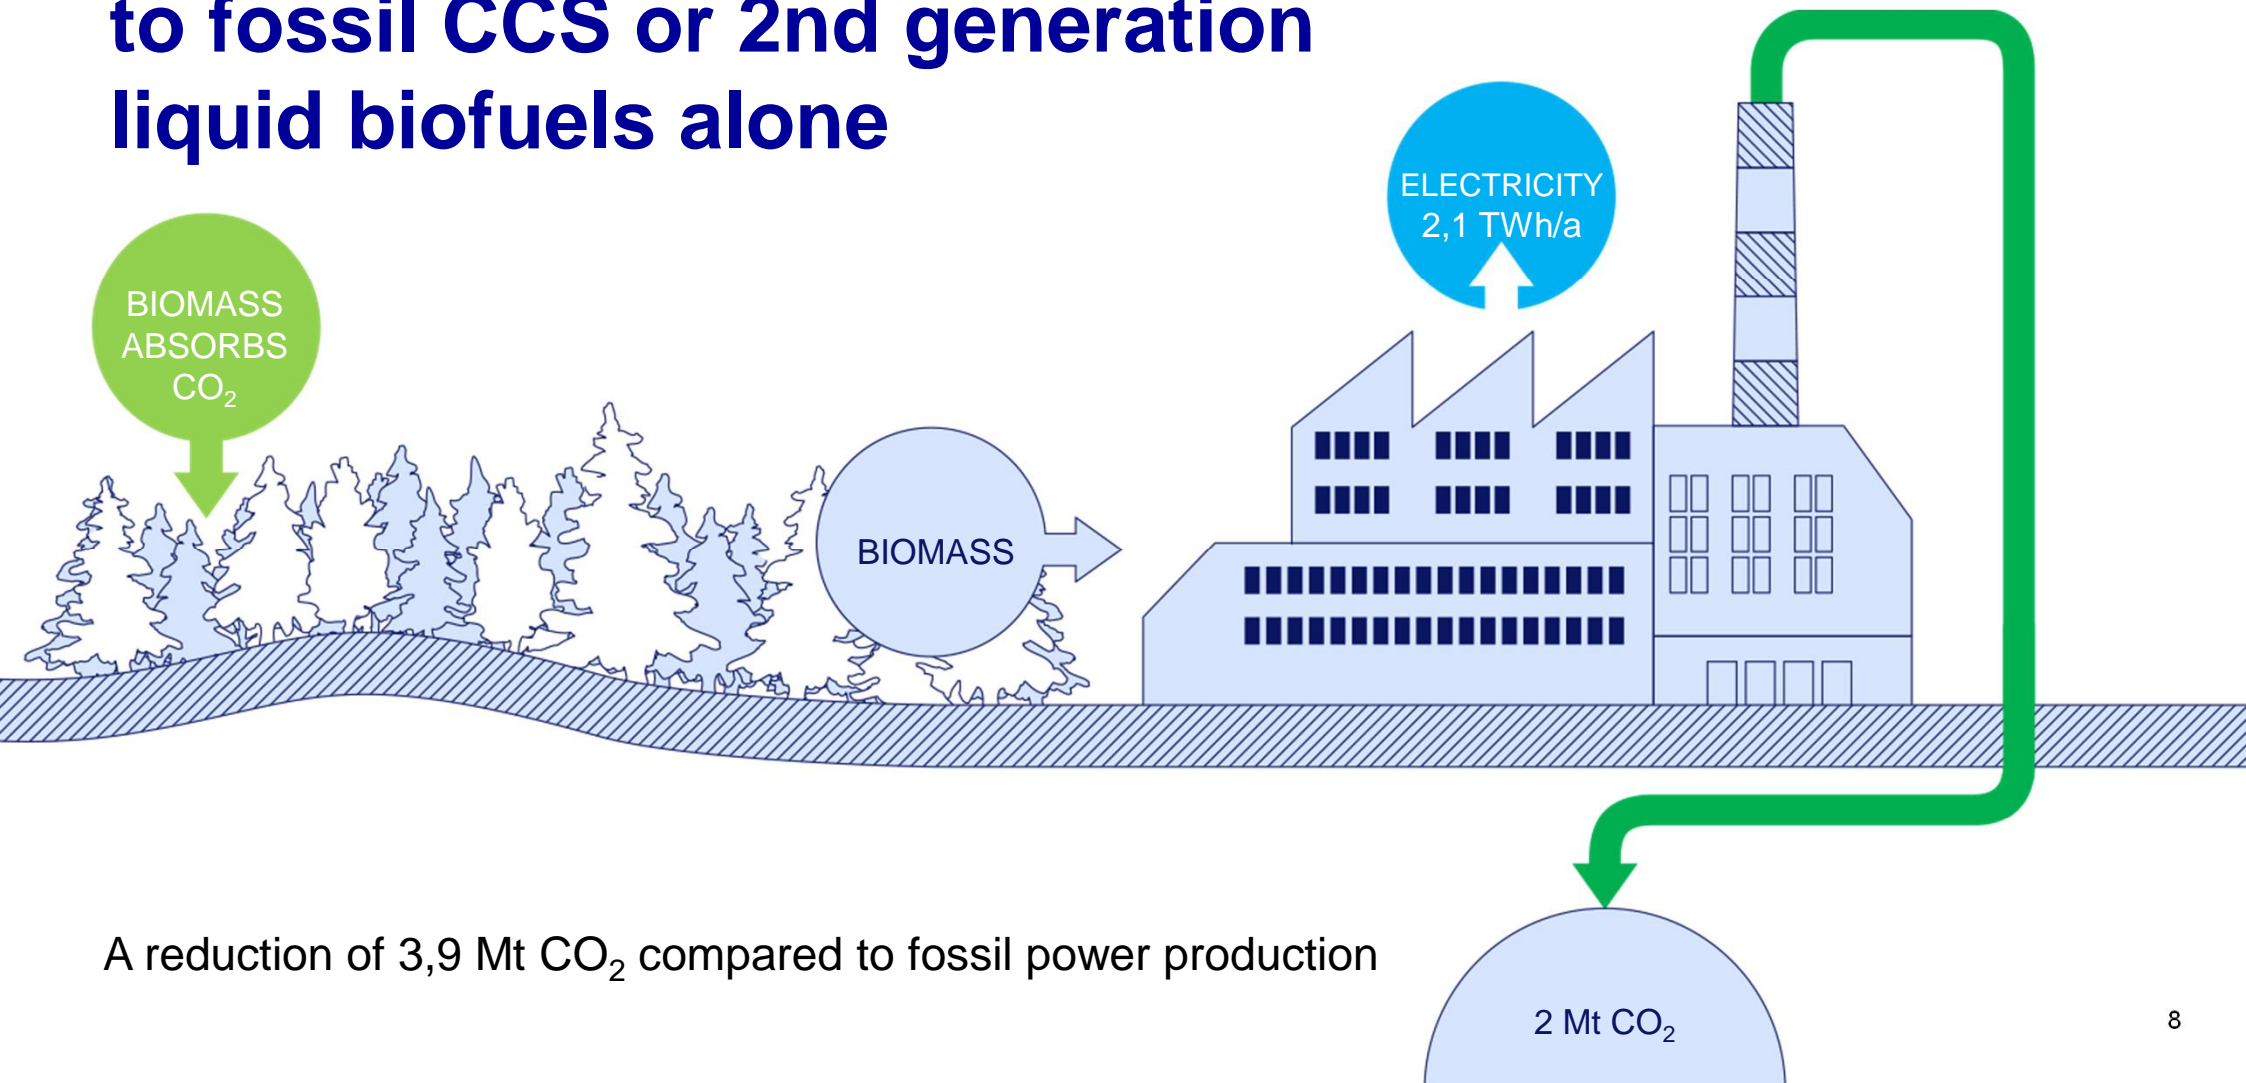 to fossil CCS or 2nd generation
liquid biofuels alone
ELECTRICITY
2,1 TWh/a
BIOMASS
ABSORBS
CO₂
BIOMASS
A reduction of 3,9 Mt CO₂ compared to fossil power production
2 Mt CO₂
8